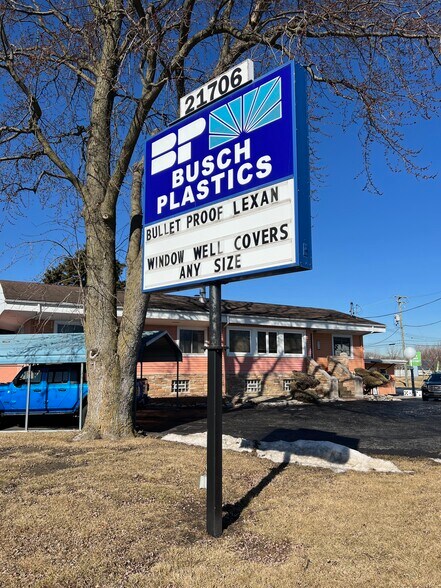 21706
BP
BUSCH
PLASTICS
BULLET PROOF LEXAN
WINDOW WELL COVERS
ANY SIZE